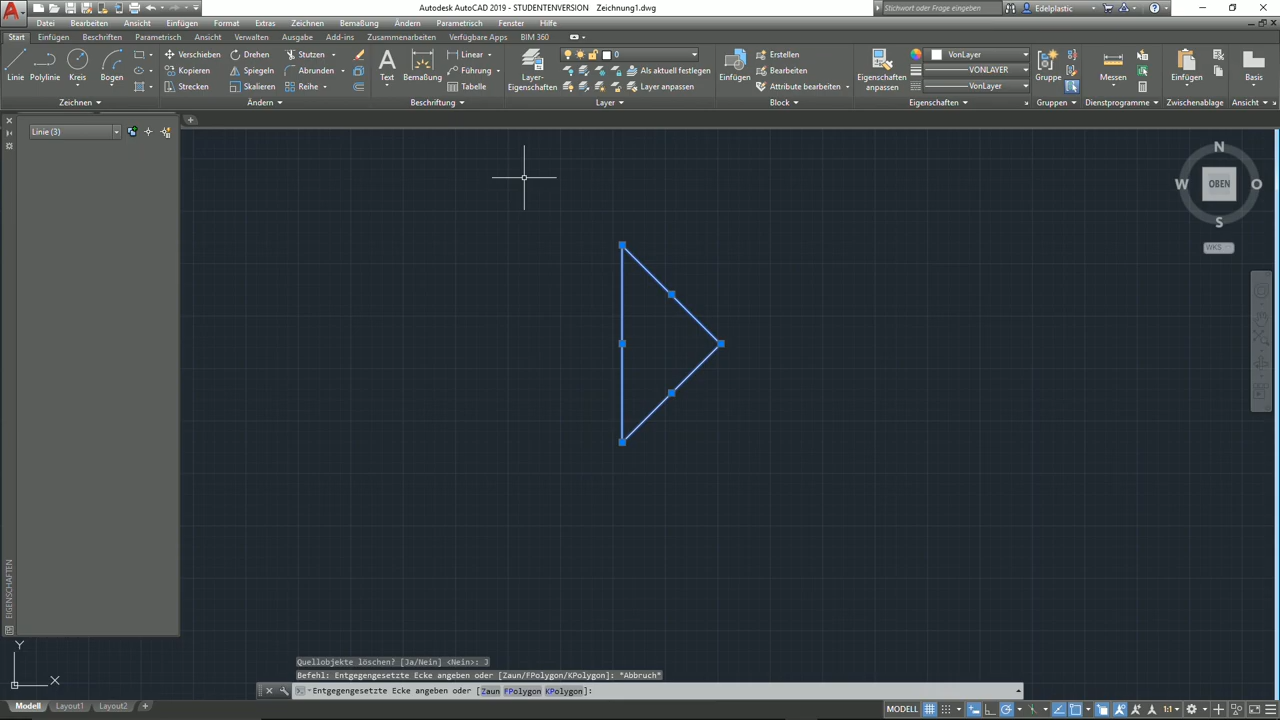 Autodesk AutoCAD 2019 - STUDENTENVERSION Zeichnung1.dwg
Stichwort oder Frage eingeben
Edelplastic
Datei Bearbeiten Ansicht Einfügen Format Extras Zeichnen Bemaßung Ändern Parametrisch Fenster Hilfe
Start Einfügen Beschriften Parametrisch Ansicht Verwalten Ausgabe Add-ins Zusammenarbeiten Verfügbare Apps BIM 360
Linie Polylinie Kreis Bogen
Verschieben Drehen Stutzen
Kopieren Spiegeln Abrunden
Strecken Skalieren Reihe
Text Bemaßung
Linear
Führung
Tabelle
Layer-
Eigenschaften
0
Als aktuell festlegen
Layer anpassen
Einfügen
Erstellen
Bearbeiten
Attribute bearbeiten
Eigenschaften
anpassen
VonLayer
VONLAYER
VonLayer
Gruppe
Messen
Einfügen
Basis
Zeichnen Ändern Beschriftung Layer Block Eigenschaften Gruppen Dienstprogramme Zwischenablage Ansicht
Linie (3)
N
W OBEN O
S
WKS
EIGENSCHAFTEN
Y
X
Quellobjekte löschen? [Ja/Nein] <Nein>: J
Befehl: Entgegengesetzte Ecke angeben oder [Zaun/FPolygon/KPolygon]: *Abbruch*
Entgegengesetzte Ecke angeben oder [Zaun FPolygon KPolygon]:
Modell Layout1 Layout2 +
MODELL
1:1